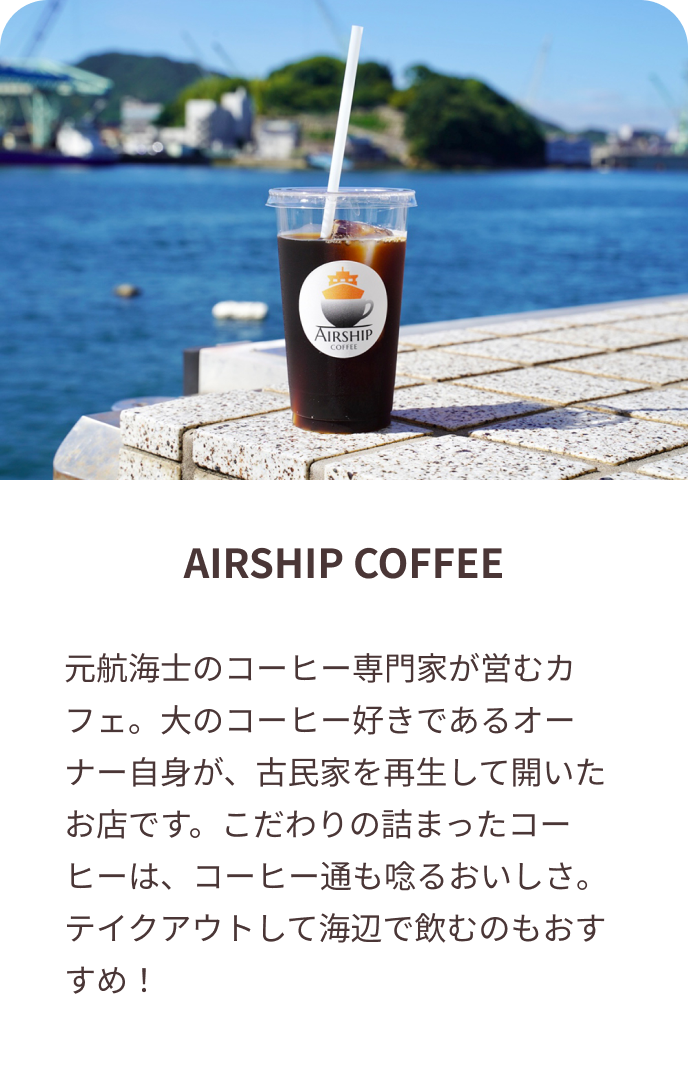 AIRSHIP
COFFEE
AIRSHIP COFFEE
元航海士のコーヒー専門家が営むカ
フェ。大のコーヒー好きであるオー
ナー自身が、古民家を再生して開いた
お店です。こだわりの詰まったコー
ヒーは、コーヒー通も唸るおいしさ。
テイクアウトして海辺で飲むのもおす
すめ！